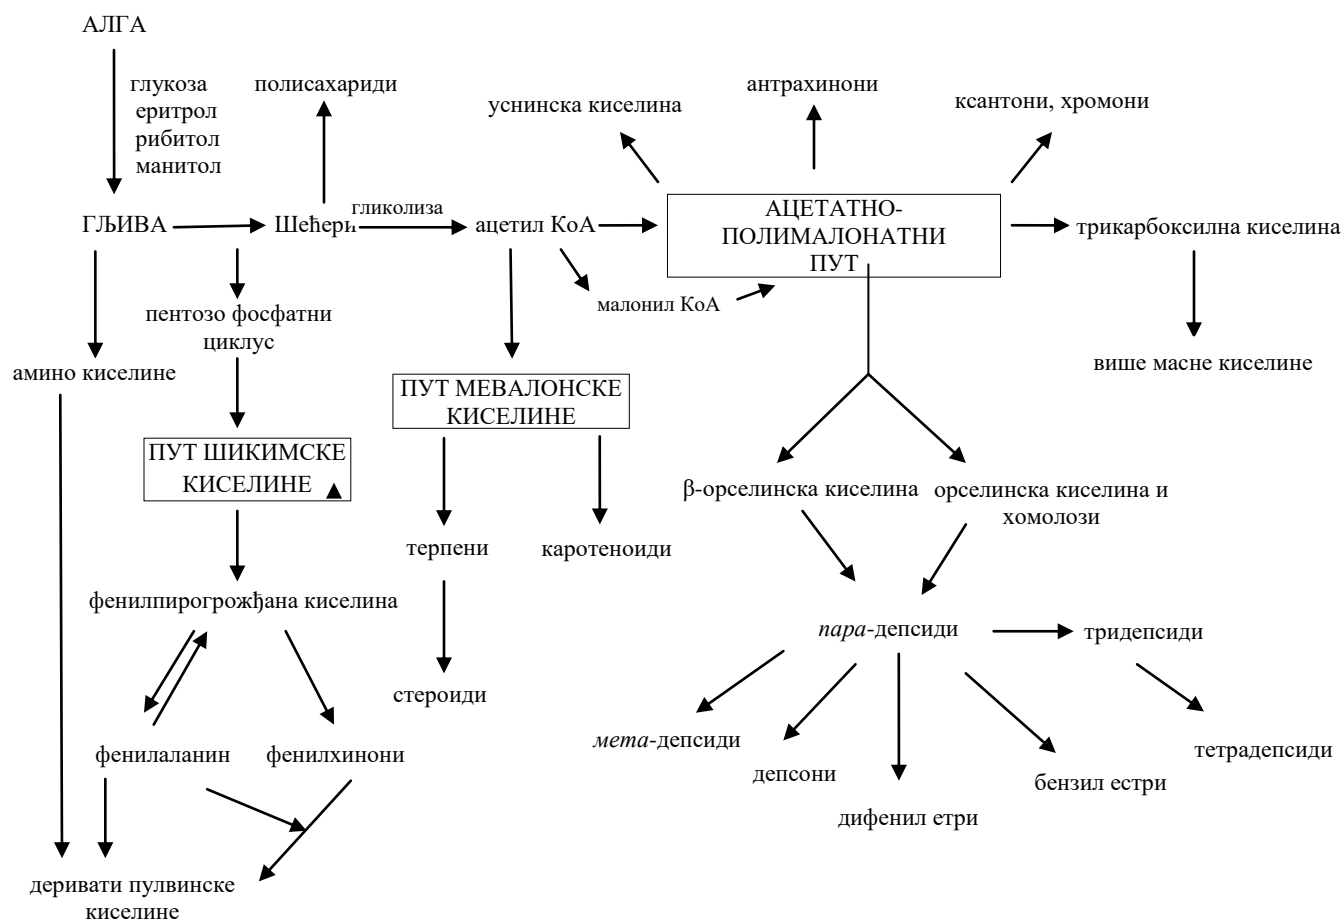 АЛГА
глукоза
еритрол
рибитол
манитол
полисахариди
уснинска киселина
антрахинони
ксантони, хромони
ГЉИВА
Шећери
гликолиза
ацетил КоА
АЦЕТАТНО-
ПОЛИМАЛОНАТНИ
ПУТ
трикарбоксилна киселина
малонил КоА
пентозо фосфатни
циклус
амино киселине
више масне киселине
ПУТ МЕВАЛОНСКЕ
КИСЕЛИНЕ
ПУТ ШИКИМСКЕ
КИСЕЛИНЕ
β-орселинска киселина
орселинска киселина и
хомолози
терпени
каротеноиди
фенилпирогрожђана киселина
пара-депсиди
тридепсиди
стероиди
фенилаланин
фенилхинони
мета-депсиди
депсони
дифенил етри
бензил естри
тетрадепсиди
деривати пулвинске
киселине